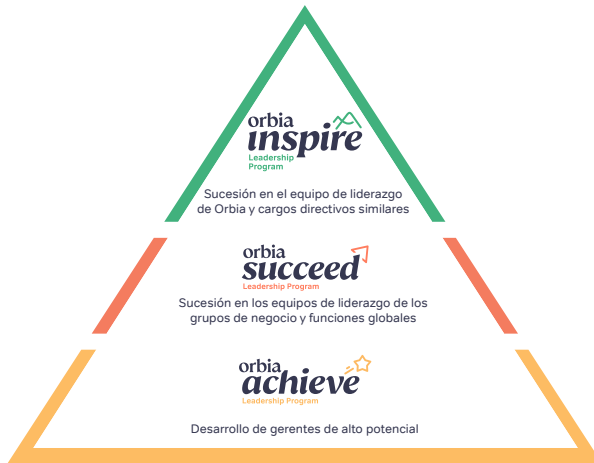 orbia
inspire
Leadership
Program
Sucesión en el equipo de liderazgo
de Orbia y cargos directivos similares
orbia
succeed
Leadership Program
Sucesión en los equipos de liderazgo de los
grupos de negocio y funciones globales
orbia
achieve
Leadership Program
Desarrollo de gerentes de alto potencial